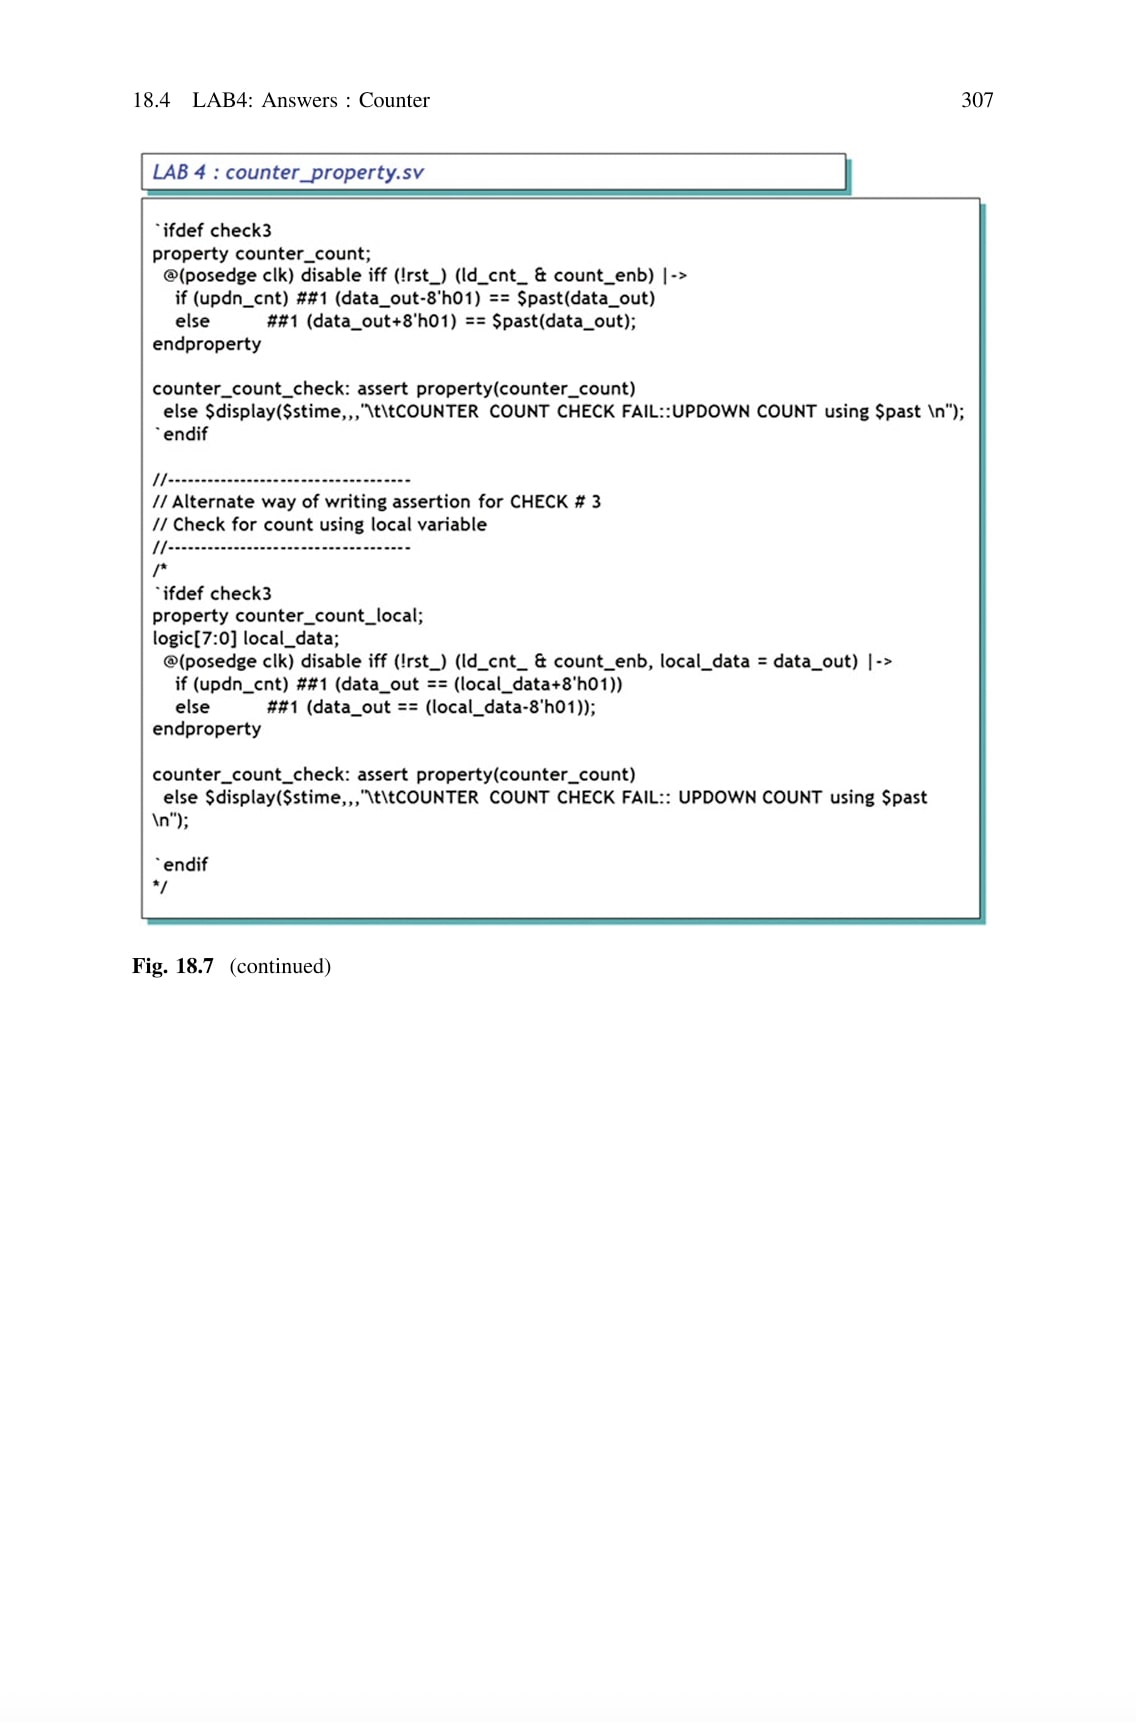 18.4 LAB4: Answers : Counter 307
LAB 4 : counter_property.sv
`ifdef check3
property counter_count;
@(posedge clk) disable iff (!rst_) (ld_cnt_ & count_enb) |->
if (updn_cnt) ##1 (data_out-8'h01) == $past(data_out)
else ##1 (data_out+8'h01) == $past(data_out);
endproperty
counter_count_check: assert property(counter_count)
else $display($stime,,,"\t\tCOUNTER COUNT CHECK FAIL::UPDOWN COUNT using $past \n");
`endif
//-------------------------------------
// Alternate way of writing assertion for CHECK # 3
// Check for count using local variable
//-------------------------------------
/*
`ifdef check3
property counter_count_local;
logic[7:0] local_data;
@(posedge clk) disable iff (!rst_) (ld_cnt_ & count_enb, local_data = data_out) |->
if (updn_cnt) ##1 (data_out == (local_data+8'h01))
else ##1 (data_out == (local_data-8'h01));
endproperty
counter_count_check: assert property(counter_count)
else $display($stime,,,"\t\tCOUNTER COUNT CHECK FAIL:: UPDOWN COUNT using $past
\n");
`endif
*/
Fig. 18.7 (continued)